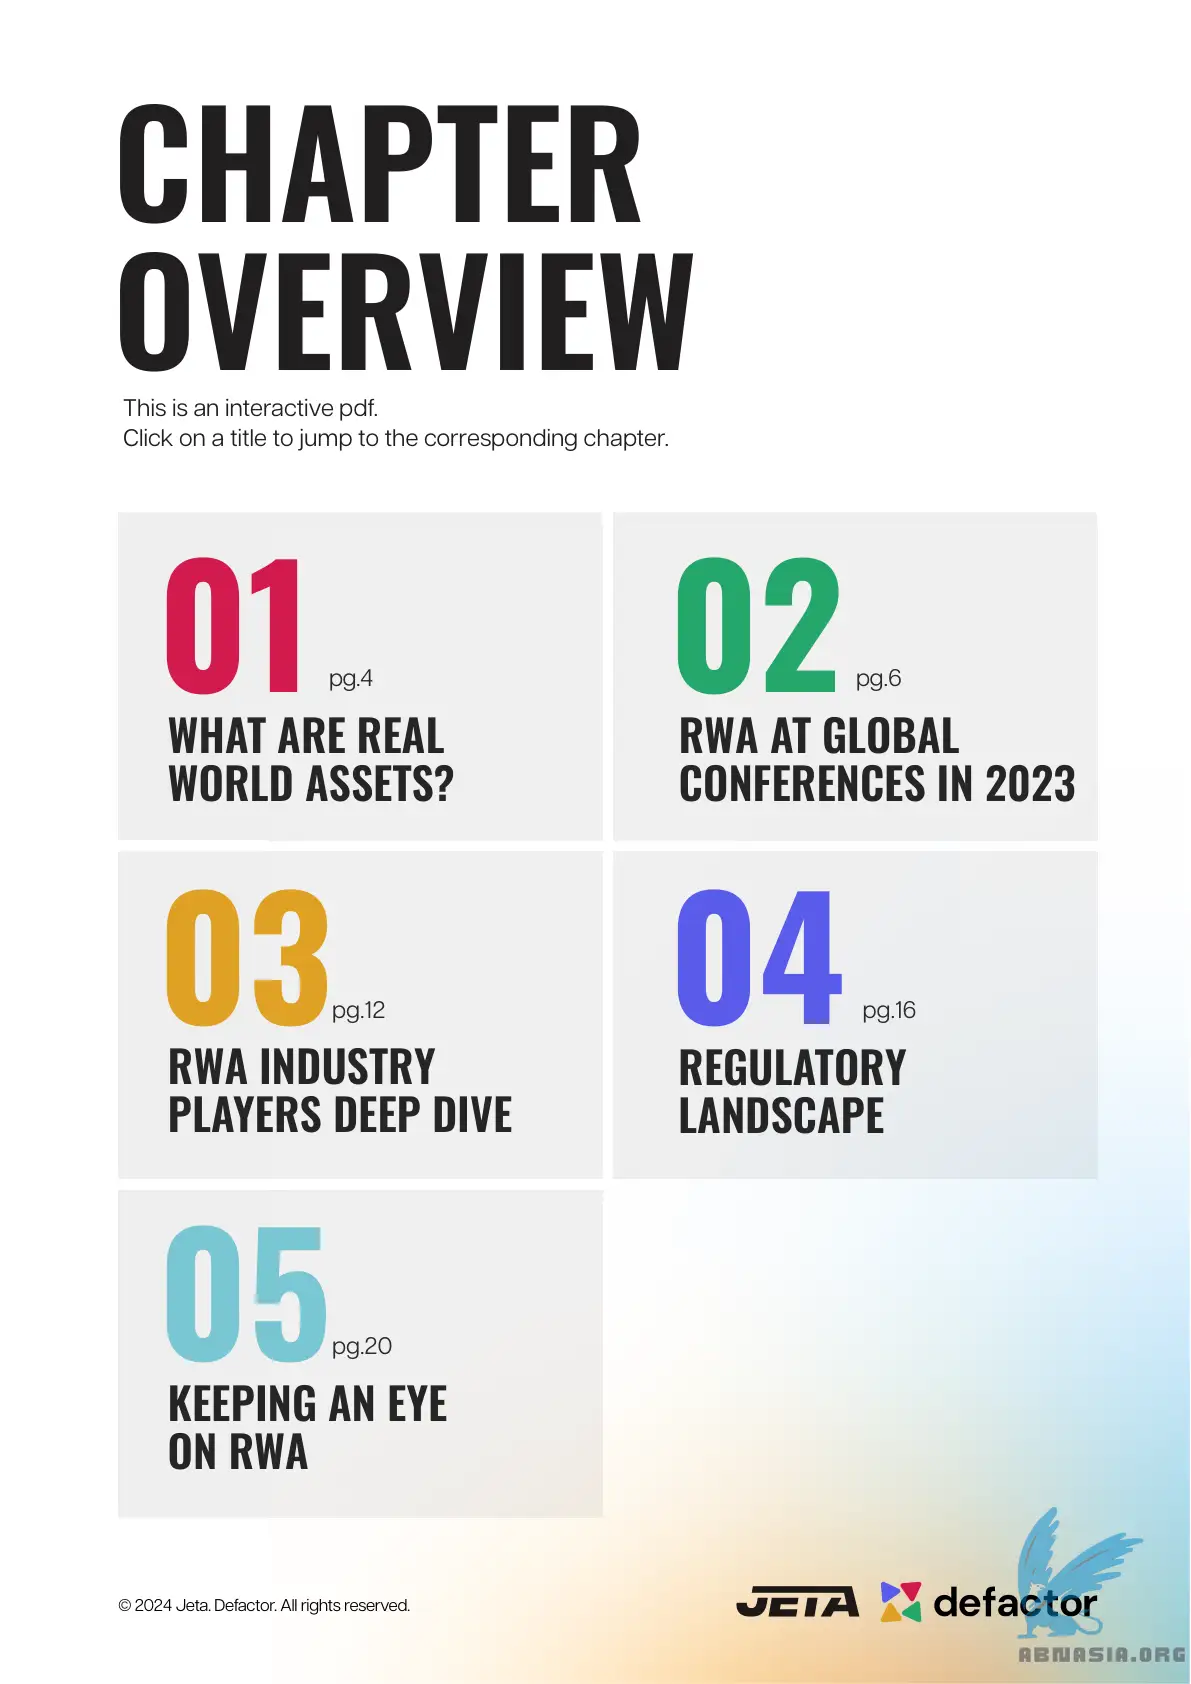 CHAPTER
OVERVIEW
This is an interactive pdf.
Click on a title to jump to the corresponding chapter.
01 pg.4
WHAT ARE REAL
WORLD ASSETS?
02 pg.6
RWA AT GLOBAL
CONFERENCES IN 2023
03 pg.12
RWA INDUSTRY
PLAYERS DEEP DIVE
04 pg.16
REGULATORY
LANDSCAPE
05 pg.20
KEEPING AN EYE
ON RWA
© 2024 Jeta. Defactor. All rights reserved.
JETA defactor
ABNASIA.ORG